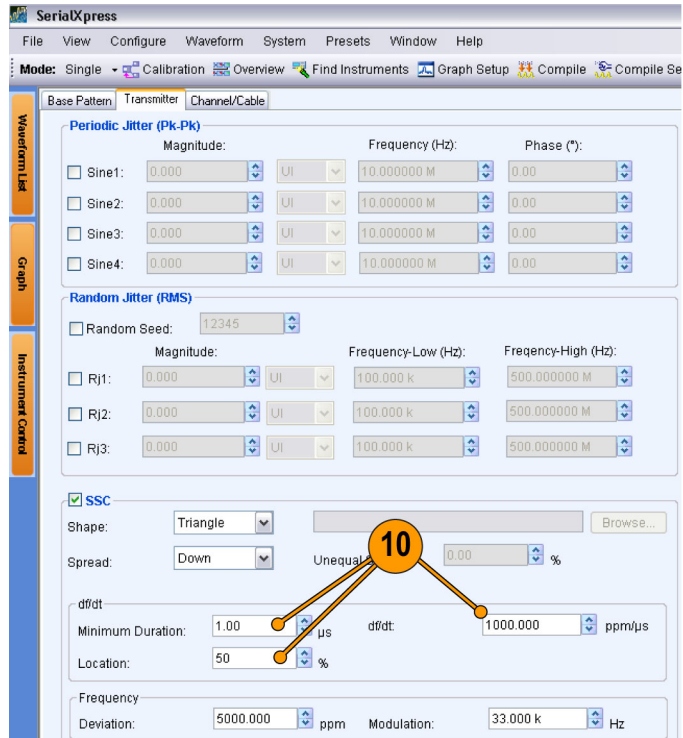 SerialXpress
File View Configure Waveform System Presets Window Help
Mode: Single Calibration Overview Find Instruments Graph Setup Compile Compile Se
Base Pattern Transmitter Channel/Cable
Waveform List
Graph
Instrument Control
Periodic Jitter (Pk-Pk)
Magnitude: Frequency (Hz): Phase (°):
Sine1: 0.000 UI 10.000000 M 0.00
Sine2: 0.000 UI 10.000000 M 0.00
Sine3: 0.000 UI 10.000000 M 0.00
Sine4: 0.000 UI 10.000000 M 0.00
Random Jitter (RMS)
Random Seed: 12345
Magnitude: Frequency-Low (Hz): Freqency-High (Hz):
Rj1: 0.000 UI 100.000 k 500.000000 M
Rj2: 0.000 UI 100.000 k 500.000000 M
Rj3: 0.000 UI 100.000 k 500.000000 M
SSC
Shape: Triangle Browse...
Spread: Down Unequal 0.00 %
10
df/dt
Minimum Duration: 1.00 µs df/dt: 1000.000 ppm/µs
Location: 50 %
Frequency
Deviation: 5000.000 ppm Modulation: 33.000 k Hz